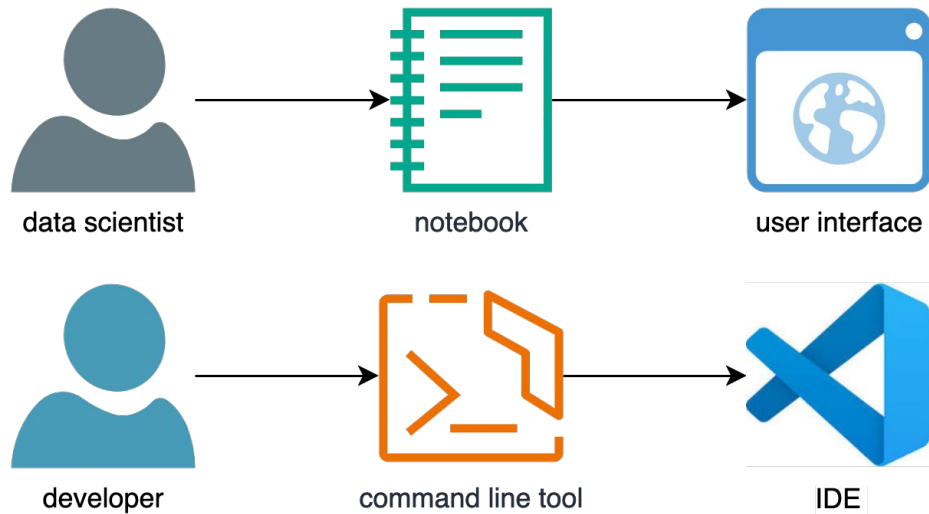 data scientist
notebook
user interface
developer
command line tool
IDE